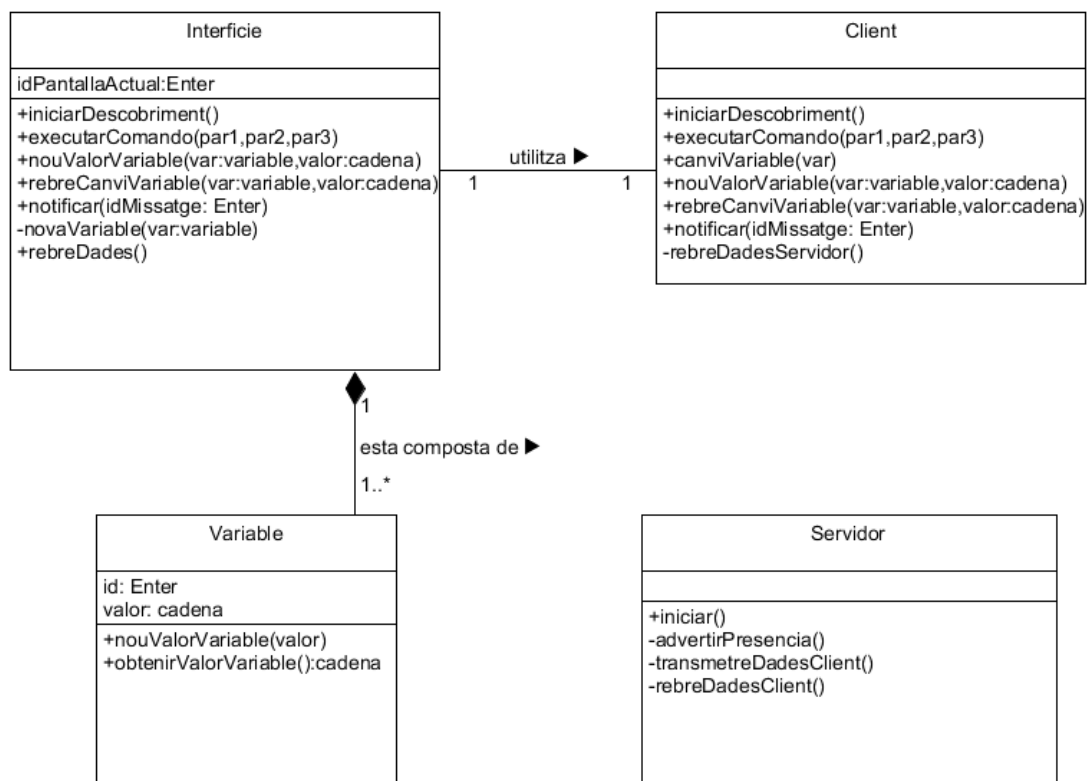 Interficie
idPantallaActual:Enter
+iniciarDescobriment()
+executarComando(par1,par2,par3)
+nouValorVariable(var:variable,valor:cadena)
+rebreCanviVariable(var:variable,valor:cadena)
+notificar(idMissatge: Enter)
-novaVariable(var:variable)
+rebreDades()
utilitza ▶
1
1
Client
+iniciarDescobriment()
+executarComando(par1,par2,par3)
+canviVariable(var)
+nouValorVariable(var:variable,valor:cadena)
+rebreCanviVariable(var:variable,valor:cadena)
+notificar(idMissatge: Enter)
-rebreDadesServidor()
1
esta composta de ▶
1..*
Variable
id: Enter
valor: cadena
+nouValorVariable(valor)
+obtenirValorVariable():cadena
Servidor
+iniciar()
-advertirPresencia()
-transmetreDadesClient()
-rebreDadesClient()